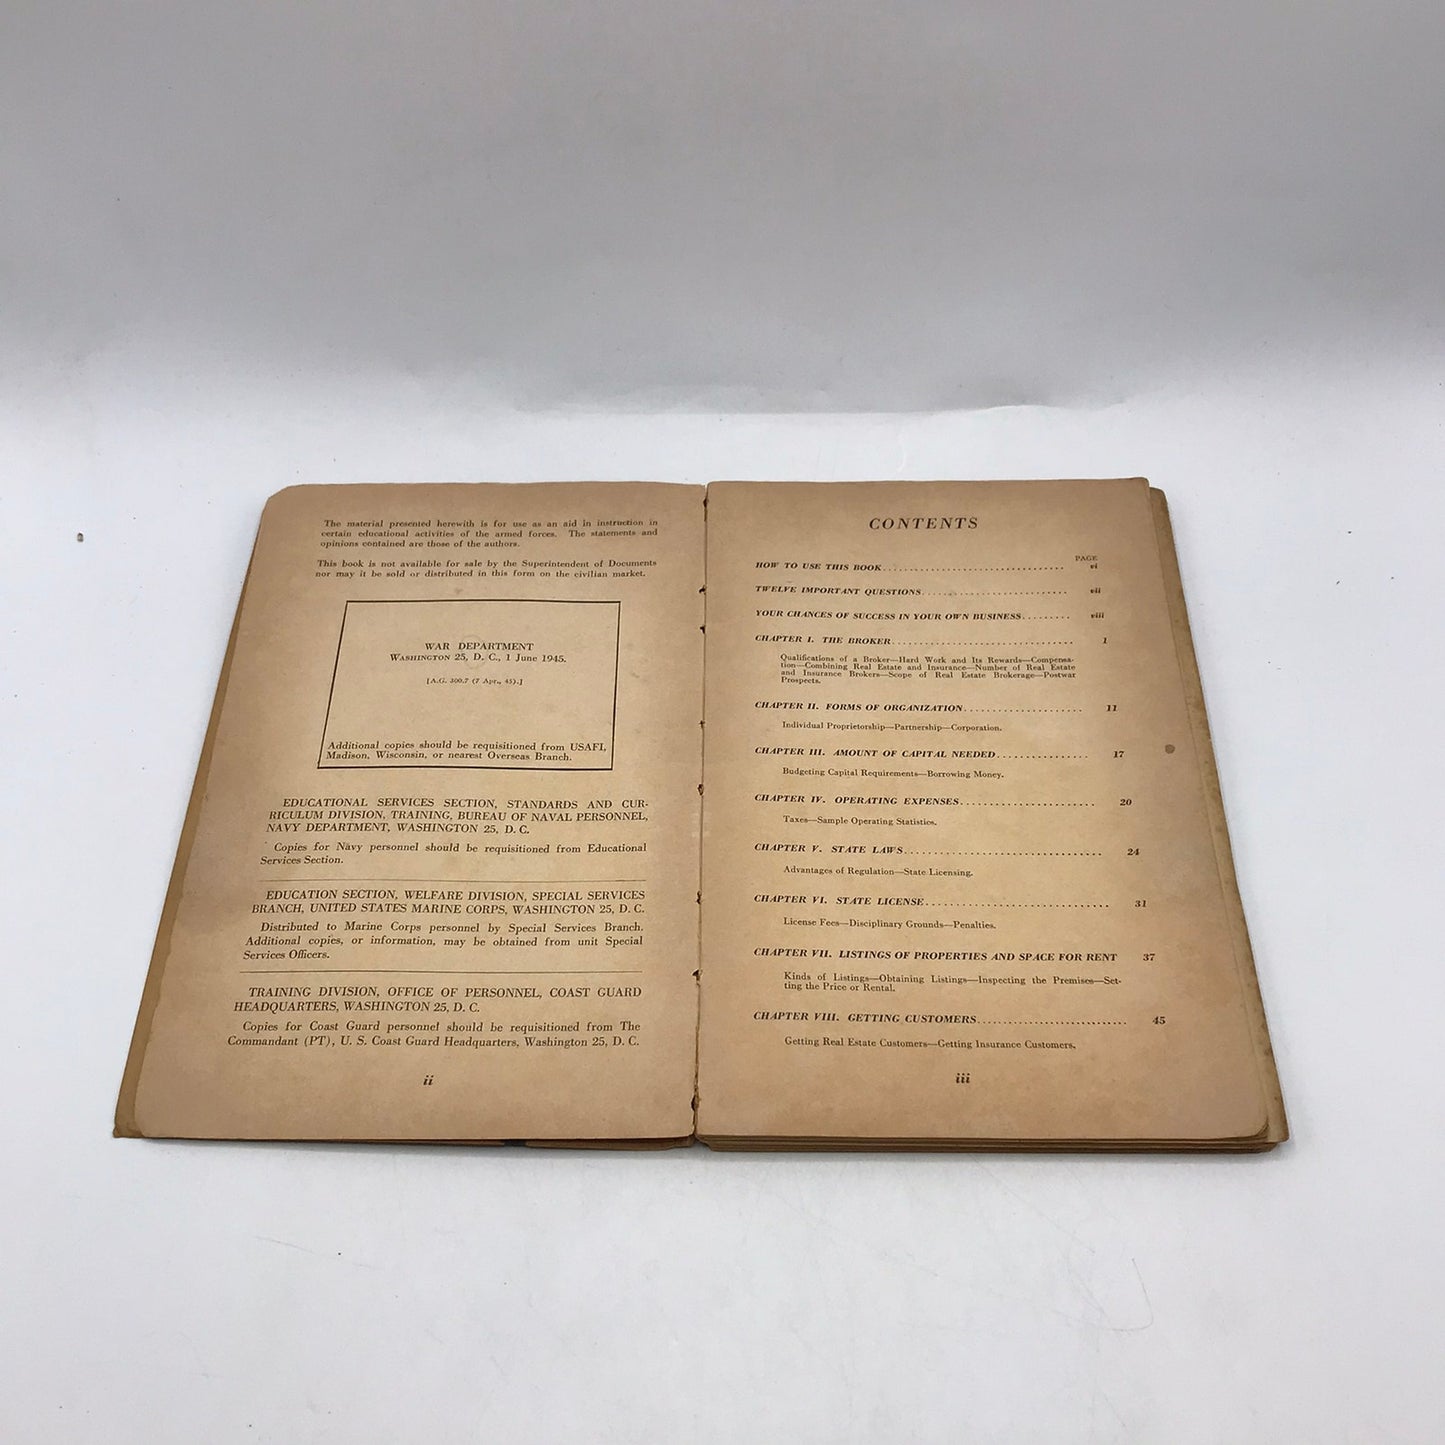 The material presented herewith is for use as an aid in instruction in
certain educational activities of the armed forces. The statements and
opinions contained are those of the authors.
This book is not available for sale by the Superintendent of Documents
nor may it be sold or distributed in this form on the civilian market.
WAR DEPARTMENT
WASHINGTON 25, D. C., 1 June 1945.
[A.G. 300.7 (7 Apr., 45).]
Additional copies should be requisitioned from USAFI,
Madison, Wisconsin, or nearest Overseas Branch.
EDUCATIONAL SERVICES SECTION, STANDARDS AND CUR-
RICULUM DIVISION, TRAINING, BUREAU OF NAVAL PERSONNEL,
NAVY DEPARTMENT, WASHINGTON 25, D. C.
Copies for Navy personnel should be requisitioned from Educational
Services Section.
EDUCATION SECTION, WELFARE DIVISION, SPECIAL SERVICES
BRANCH, UNITED STATES MARINE CORPS, WASHINGTON 25, D. C.
Distributed to Marine Corps personnel by Special Services Branch.
Additional copies, or information, may be obtained from unit Special
Services Officers.
TRAINING DIVISION, OFFICE OF PERSONNEL, COAST GUARD
HEADQUARTERS, WASHINGTON 25, D. C.
Copies for Coast Guard personnel should be requisitioned from The
Commandant (PT), U. S. Coast Guard Headquarters, Washington 25, D. C.
ii
CONTENTS
PAGE
HOW TO USE THIS BOOK................................ vi
TWELVE IMPORTANT QUESTIONS.......................... vii
YOUR CHANCES OF SUCCESS IN YOUR OWN BUSINESS......... viii
CHAPTER I. THE BROKER................................ 1
Qualifications of a Broker—Hard Work and Its Rewards—Compensa-
tion—Combining Real Estate and Insurance—Number of Real Estate
and Insurance Brokers—Scope of Real Estate Brokerage—Postwar
Prospects.
CHAPTER II. FORMS OF ORGANIZATION..................... 11
Individual Proprietorship—Partnership—Corporation.
CHAPTER III. AMOUNT OF CAPITAL NEEDED................ 17
Budgeting Capital Requirements—Borrowing Money.
CHAPTER IV. OPERATING EXPENSES........................ 20
Taxes—Sample Operating Statistics.
CHAPTER V. STATE LAWS................................. 24
Advantages of Regulation—State Licensing.
CHAPTER VI. STATE LICENSE............................. 31
License Fees—Disciplinary Grounds—Penalties.
CHAPTER VII. LISTINGS OF PROPERTIES AND SPACE FOR RENT 37
Kinds of Listings—Obtaining Listings—Inspecting the Premises—Set-
ting the Price or Rental.
CHAPTER VIII. GETTING CUSTOMERS........................... 45
Getting Real Estate Customers—Getting Insurance Customers.
iii